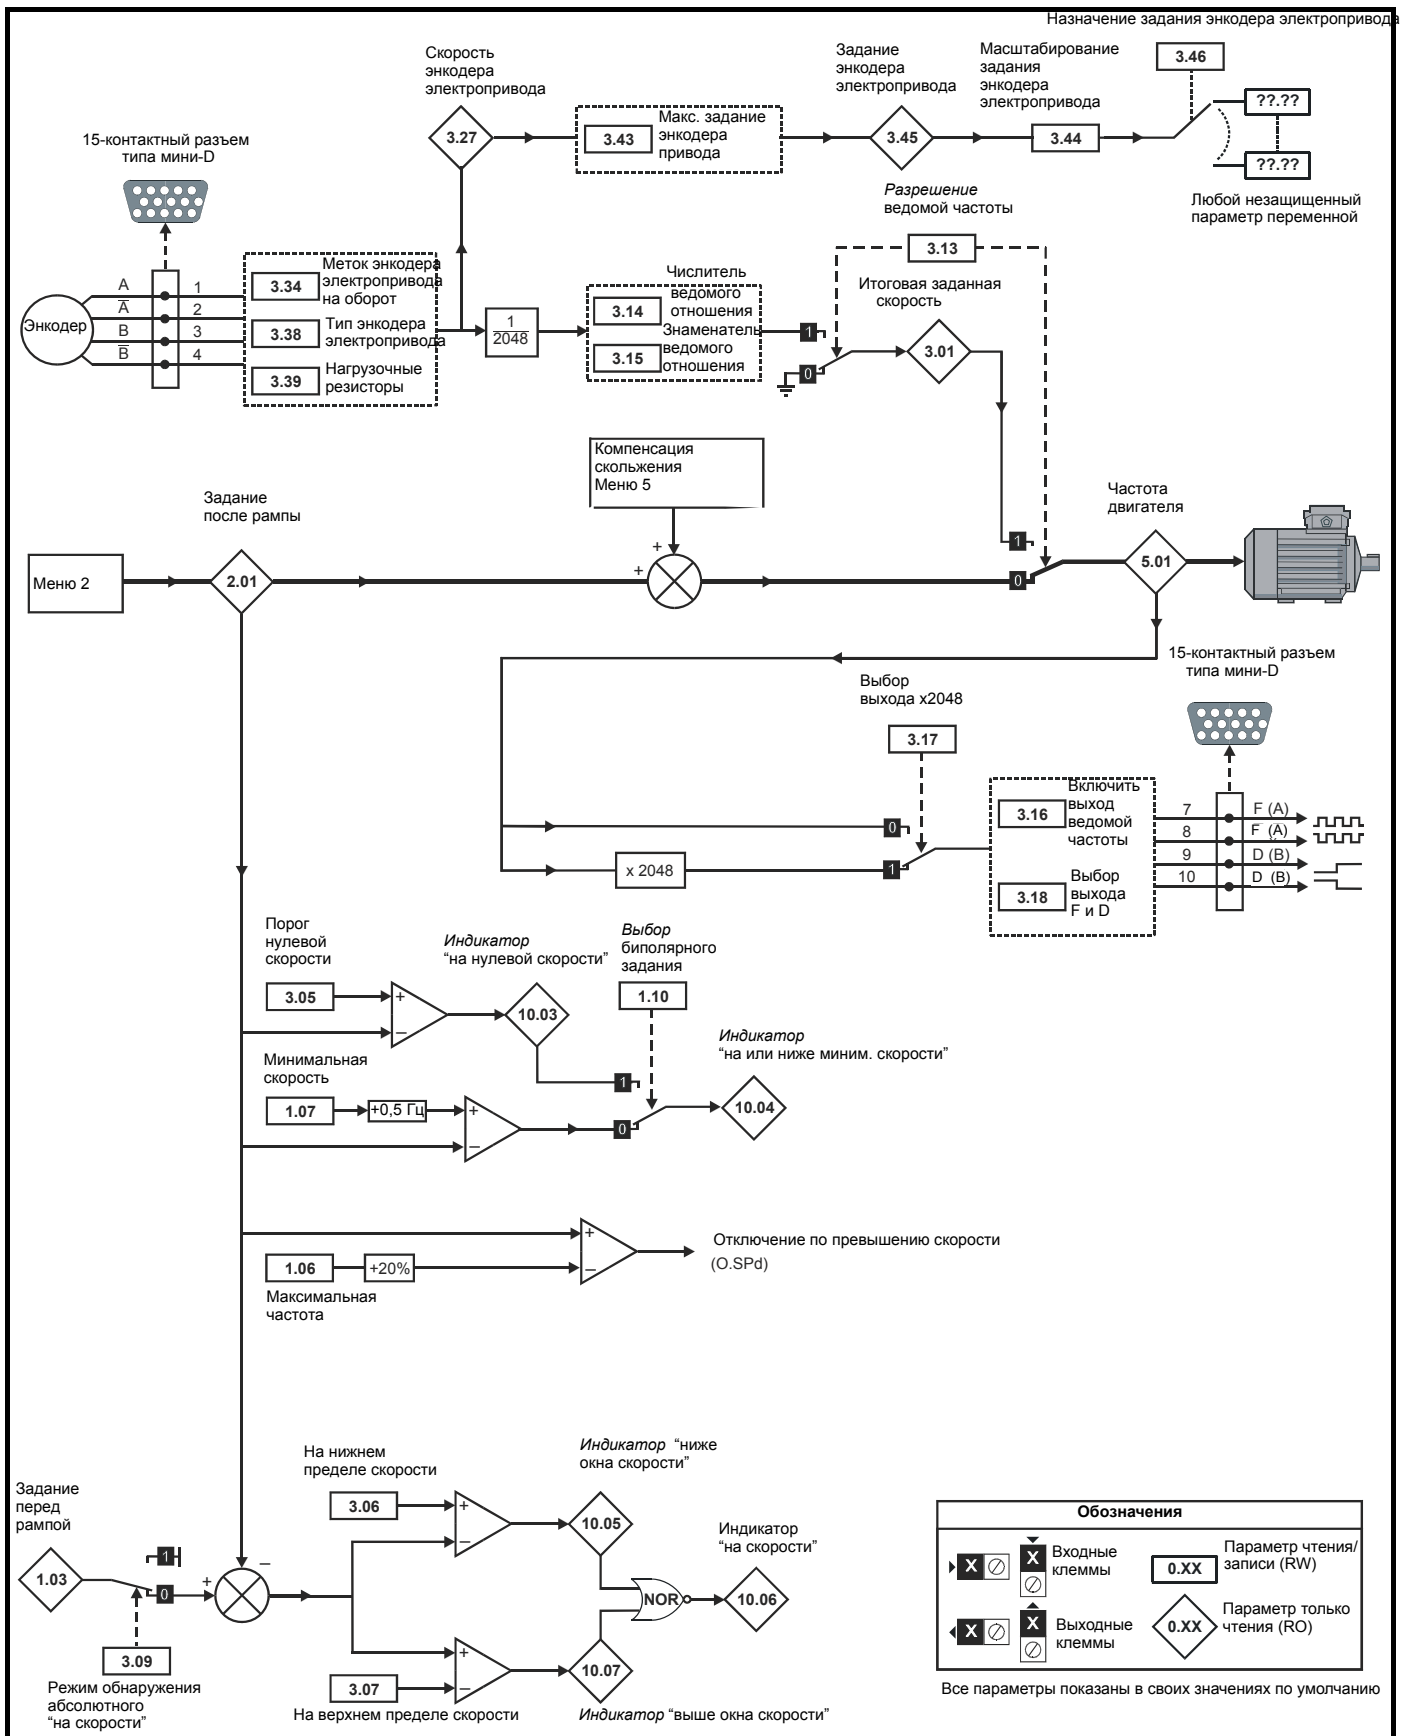 Назначение задания энкодера электропривода
Скорость
энкодера
электропривода
Задание
энкодера
электропривода
Масштабирование
задания
энкодера
электропривода
3.46
??.??
3.27
3.43
Макс. задание
энкодера
привода
3.45
3.44
??.??
Любой незащищенный
параметр переменной
15-контактный разъем
типа мини-D
Разрешение
ведомой частоты
3.13
Энкодер
A
A
B
B
1
2
3
4
3.34
Меток энкодера
электропривода
на оборот
3.38
Тип энкодера
электропривода
3.39
Нагрузочные
резисторы
1
2048
Числитель
ведомого
отношения
3.14
Знаменатель
ведомого
отношения
3.15
1
0
Итоговая заданная
скорость
3.01
Компенсация
скольжения
Меню 5
Задание
после рампы
Частота
двигателя
Меню 2
2.01
+
+
1
0
5.01
15-контактный разъем
типа мини-D
Выбор
выхода x2048
3.17
0
x 2048
1
3.16
Включить
выход
ведомой
частоты
3.18
Выбор
выхода
F и D
7
8
9
10
F (A)
F (A)
D (B)
D (B)
Порог
нулевой
скорости
3.05
+
–
Индикатор
“на нулевой скорости”
10.03
Выбор
биполярного
задания
1.10
Минимальная
скорость
1.07
+0,5 Гц
+
–
1
0
Индикатор
“на или ниже миним. скорости”
10.04
+
–
1.06
+20%
Максимальная
частота
Отключение по превышению скорости
(O.SPd)
Задание
перед
рампой
1.03
1
0
+
–
3.09
Режим обнаружения
абсолютного
“на скорости”
На нижнем
пределе скорости
3.06
+
–
Индикатор “ниже
окна скорости”
10.05
NOR
Индикатор
“на скорости”
10.06
+
–
3.07
На верхнем пределе скорости
10.07
Индикатор “выше окна скорости”
Обозначения
X
X
Входные
клеммы
0.XX
Параметр чтения/
записи (RW)
X
X
Выходные
клеммы
0.XX
Параметр только
чтения (RO)
Все параметры показаны в своих значениях по умолчанию